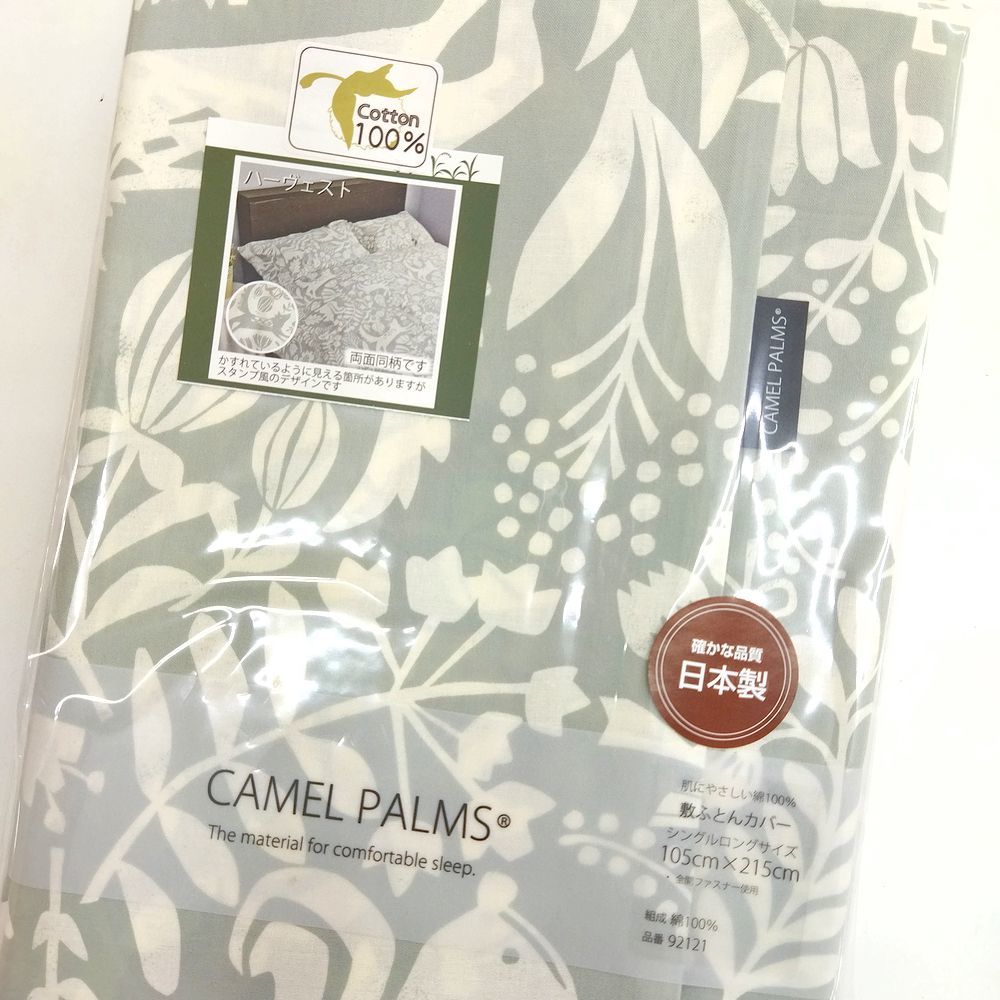 Cotton
100%
ハーヴェスト
両面同柄です
かすれているように見える箇所がありますが
スタンプ風のデザインです
CAMEL PALMS®
確かな品質
日本製
CAMEL PALMS®
The material for comfortable sleep.
肌にやさしい綿100%
敷ふとんカバー
シングルロングサイズ
105cm×215cm
・全開ファスナー使用
組成 綿100%
品番 92121